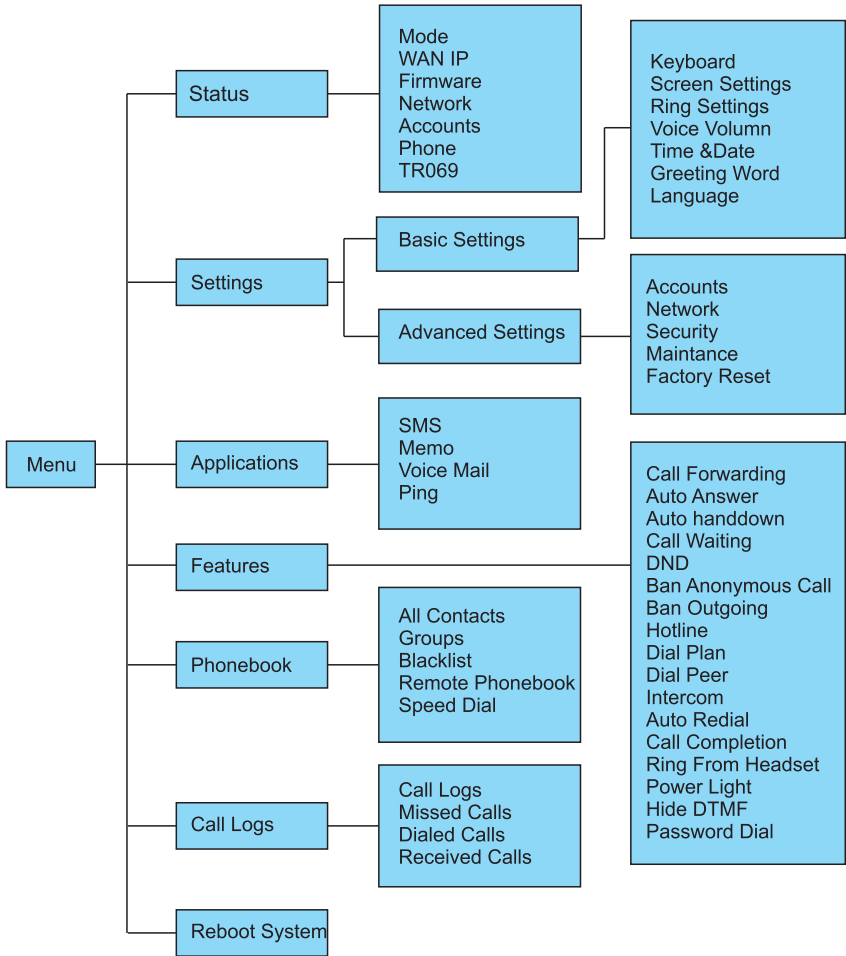 Menu
Status
Mode
WAN IP
Firmware
Network
Accounts
Phone
TR069
Settings
Basic Settings
Keyboard
Screen Settings
Ring Settings
Voice Volumn
Time &Date
Greeting Word
Language
Advanced Settings
Accounts
Network
Security
Maintance
Factory Reset
Applications
SMS
Memo
Voice Mail
Ping
Features
Call Forwarding
Auto Answer
Auto handdown
Call Waiting
DND
Ban Anonymous Call
Ban Outgoing
Hotline
Dial Plan
Dial Peer
Intercom
Auto Redial
Call Completion
Ring From Headset
Power Light
Hide DTMF
Password Dial
Phonebook
All Contacts
Groups
Blacklist
Remote Phonebook
Speed Dial
Call Logs
Call Logs
Missed Calls
Dialed Calls
Received Calls
Reboot System